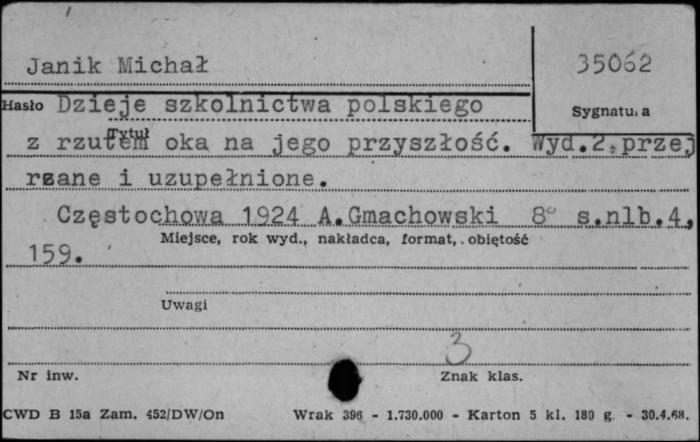 Janik Michał
35062
Hasło Dzieje szkolnictwa polskiego
Sygnatura
Tytuł
z rzutem oka na jego przyszłość. Wyd.2.przej
rzane i uzupełnione.
Częstochowa 1924 A.Gmachowski 8° s.nlb.4,
Miejsce, rok wyd., nakładca, format, objętość
159.
Uwagi
3
Nr inw.
Znak klas.
CWD B 15a Zam. 452/DW/On Wrak 396 - 1.730.000 - Karton 5 kl. 180 g. - 30.4.68.